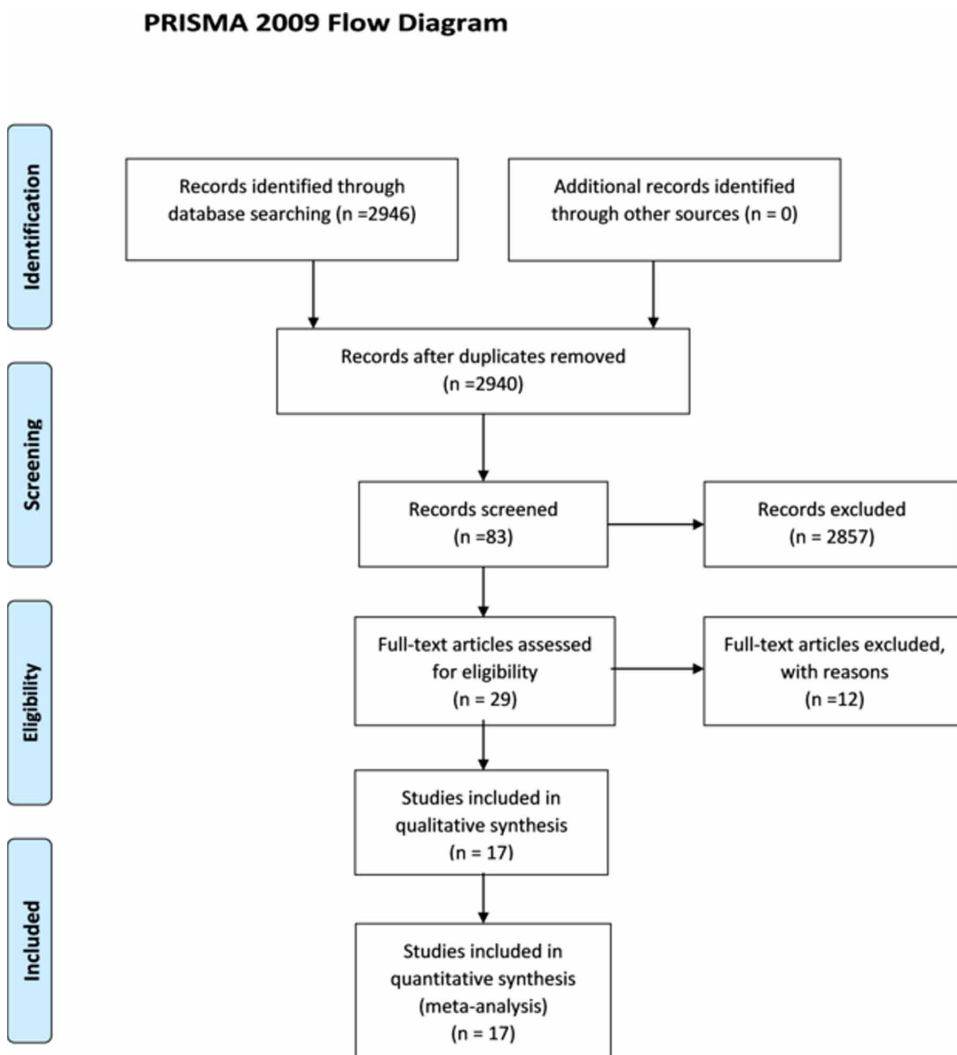 PRISMA 2009 Flow Diagram
Identification
Records identified through
database searching (n =2946)
Additional records identified
through other sources (n = 0)
Records after duplicates removed
(n =2940)
Screening
Records screened
(n =83)
Records excluded
(n = 2857)
Eligibility
Full-text articles assessed
for eligibility
(n = 29)
Full-text articles excluded,
with reasons
(n =12)
Studies included in
qualitative synthesis
(n = 17)
Included
Studies included in
quantitative synthesis
(meta-analysis)
(n = 17)